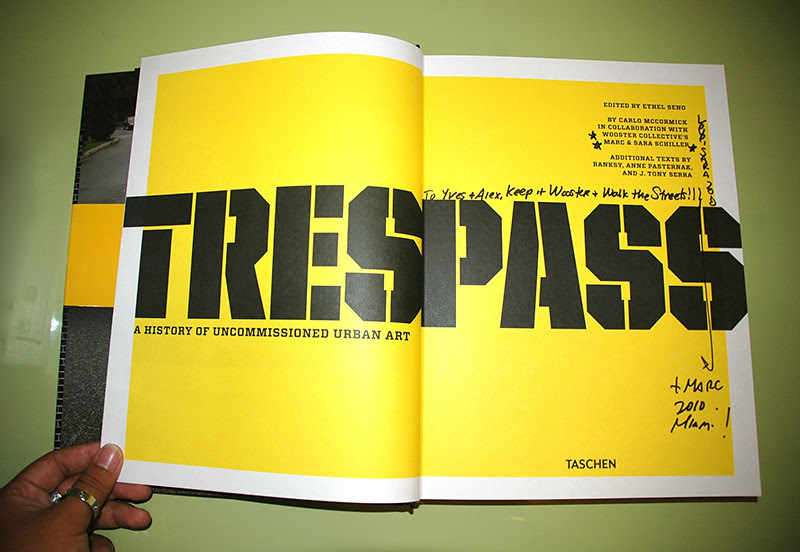 EDITED BY ETHEL SENO
BY CARLO MCCORMICK
IN COLLABORATION WITH
WOOSTER COLLECTIVE'S
MARC & SARA SCHILLER
ADDITIONAL TEXTS BY
BANKSY, ANNE PASTERNAK,
AND J. TONY SERRA
To Yves + Alex, Keep it Wooster + Walk the Streets!!!
TRESPASS
A HISTORY OF UNCOMMISSIONED URBAN ART
+ MARC
2010
Miami!
TASCHEN